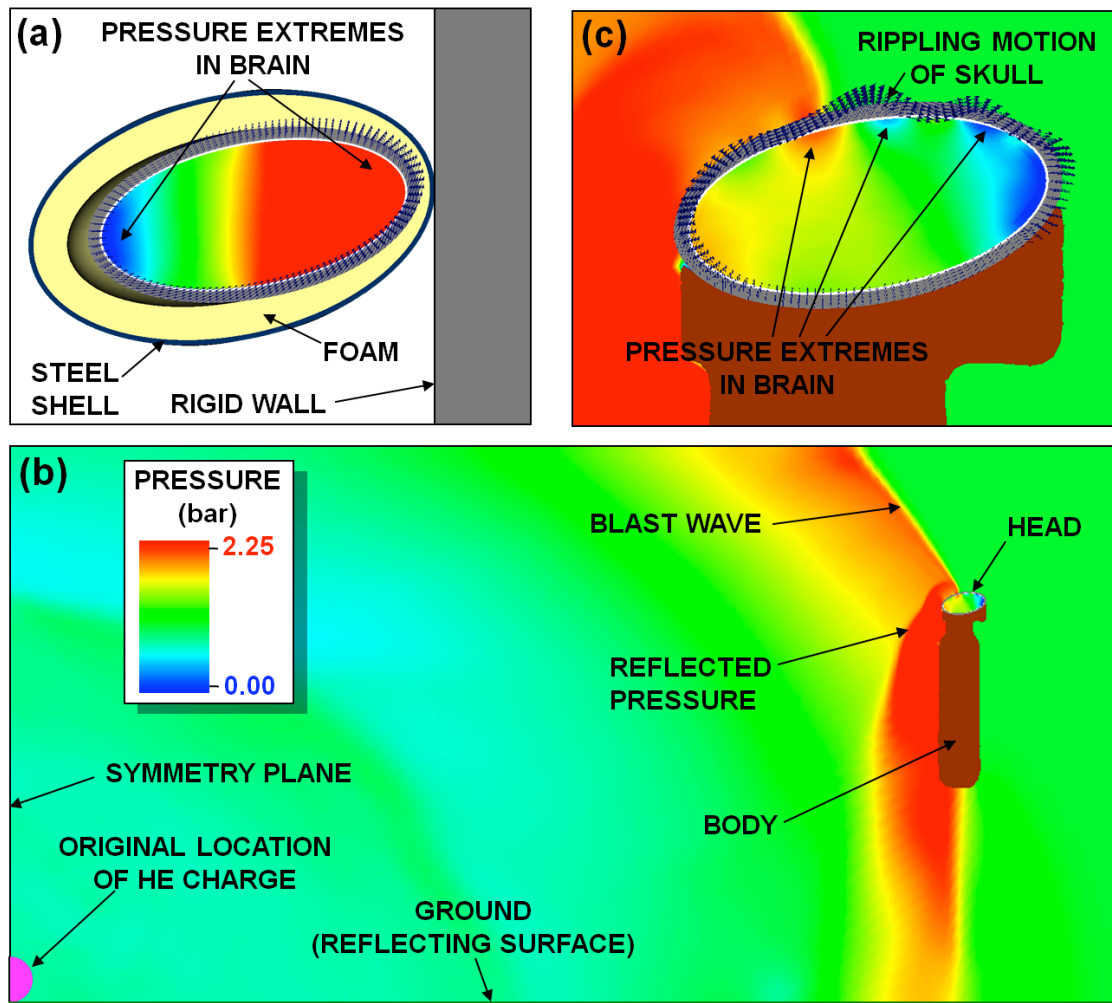 (a)
PRESSURE EXTREMES
IN BRAIN
FOAM
STEEL
SHELL
RIGID WALL
(c)
RIPPLING MOTION
OF SKULL
PRESSURE EXTREMES
IN BRAIN
(b)
PRESSURE
(bar)
2.25
0.00
BLAST WAVE
HEAD
REFLECTED
PRESSURE
SYMMETRY PLANE
BODY
ORIGINAL LOCATION
OF HE CHARGE
GROUND
(REFLECTING SURFACE)